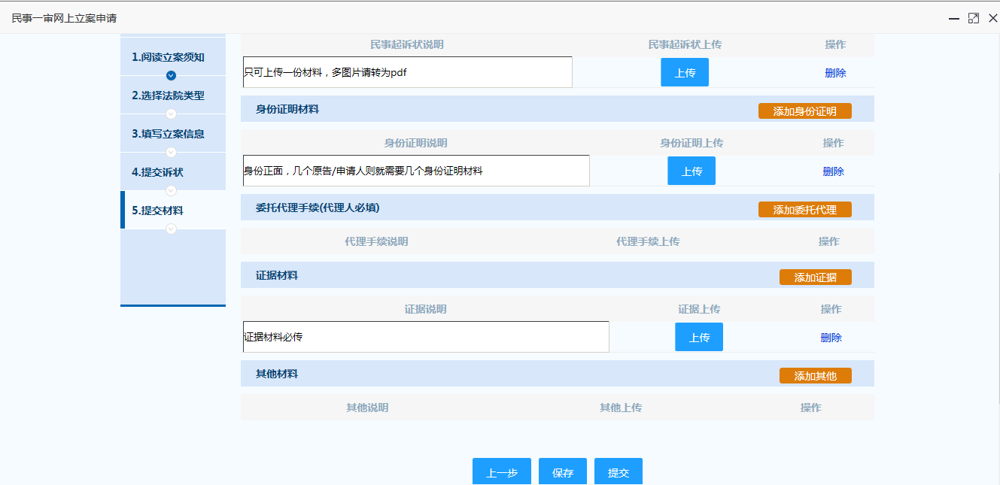 民事一审网上立案申请
1.阅读立案须知
2.选择法院类型
3.填写立案信息
4.提交诉状
5.提交材料
民事起诉状说明 民事起诉状上传 操作
只可上传一份材料，多图片请转为pdf 上传 删除
身份证明材料 添加身份证明
身份证明说明 身份证明上传 操作
身份正面，几个原告/申请人则就需要几个身份证明材料 上传 删除
委托代理手续(代理人必填) 添加委托代理
代理手续说明 代理手续上传 操作
证据材料 添加证据
证据说明 证据上传 操作
证据材料必传 上传 删除
其他材料 添加其他
其他说明 其他上传 操作
上一步 保存 提交